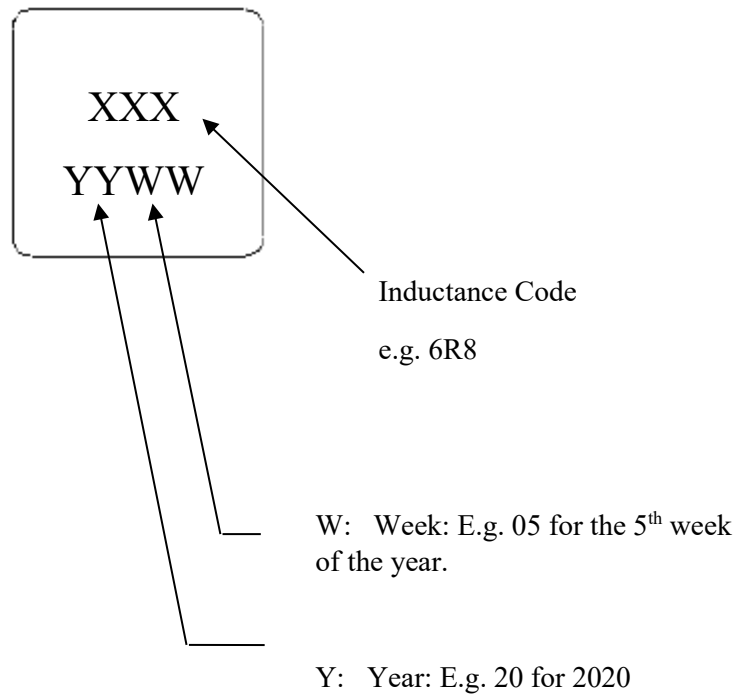 XXX
YYWW
Inductance Code
e.g. 6R8
W: Week: E.g. 05 for the 5th week
of the year.
Y: Year: E.g. 20 for 2020